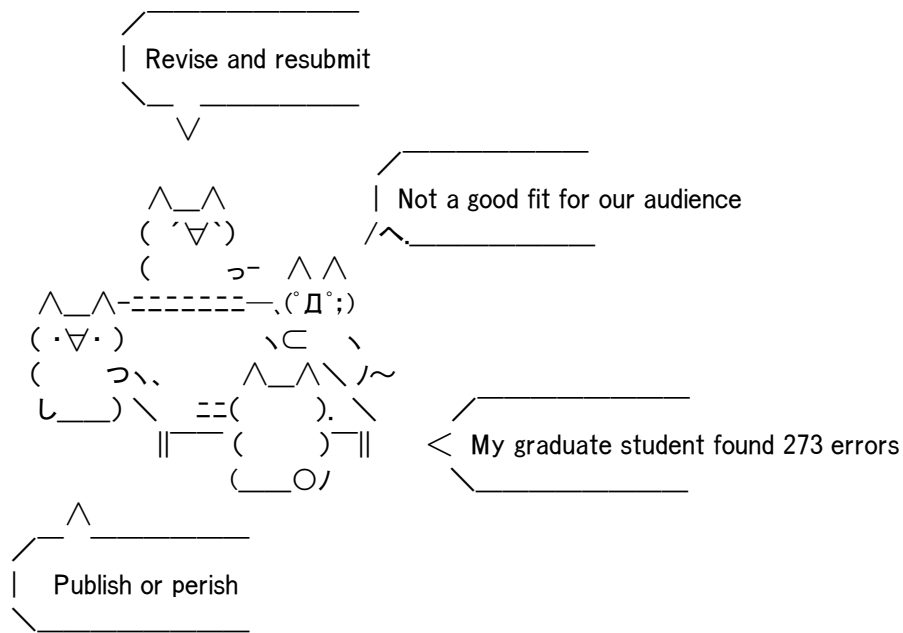 Revise and resubmit
Not a good fit for our audience
My graduate student found 273 errors
Publish or perish